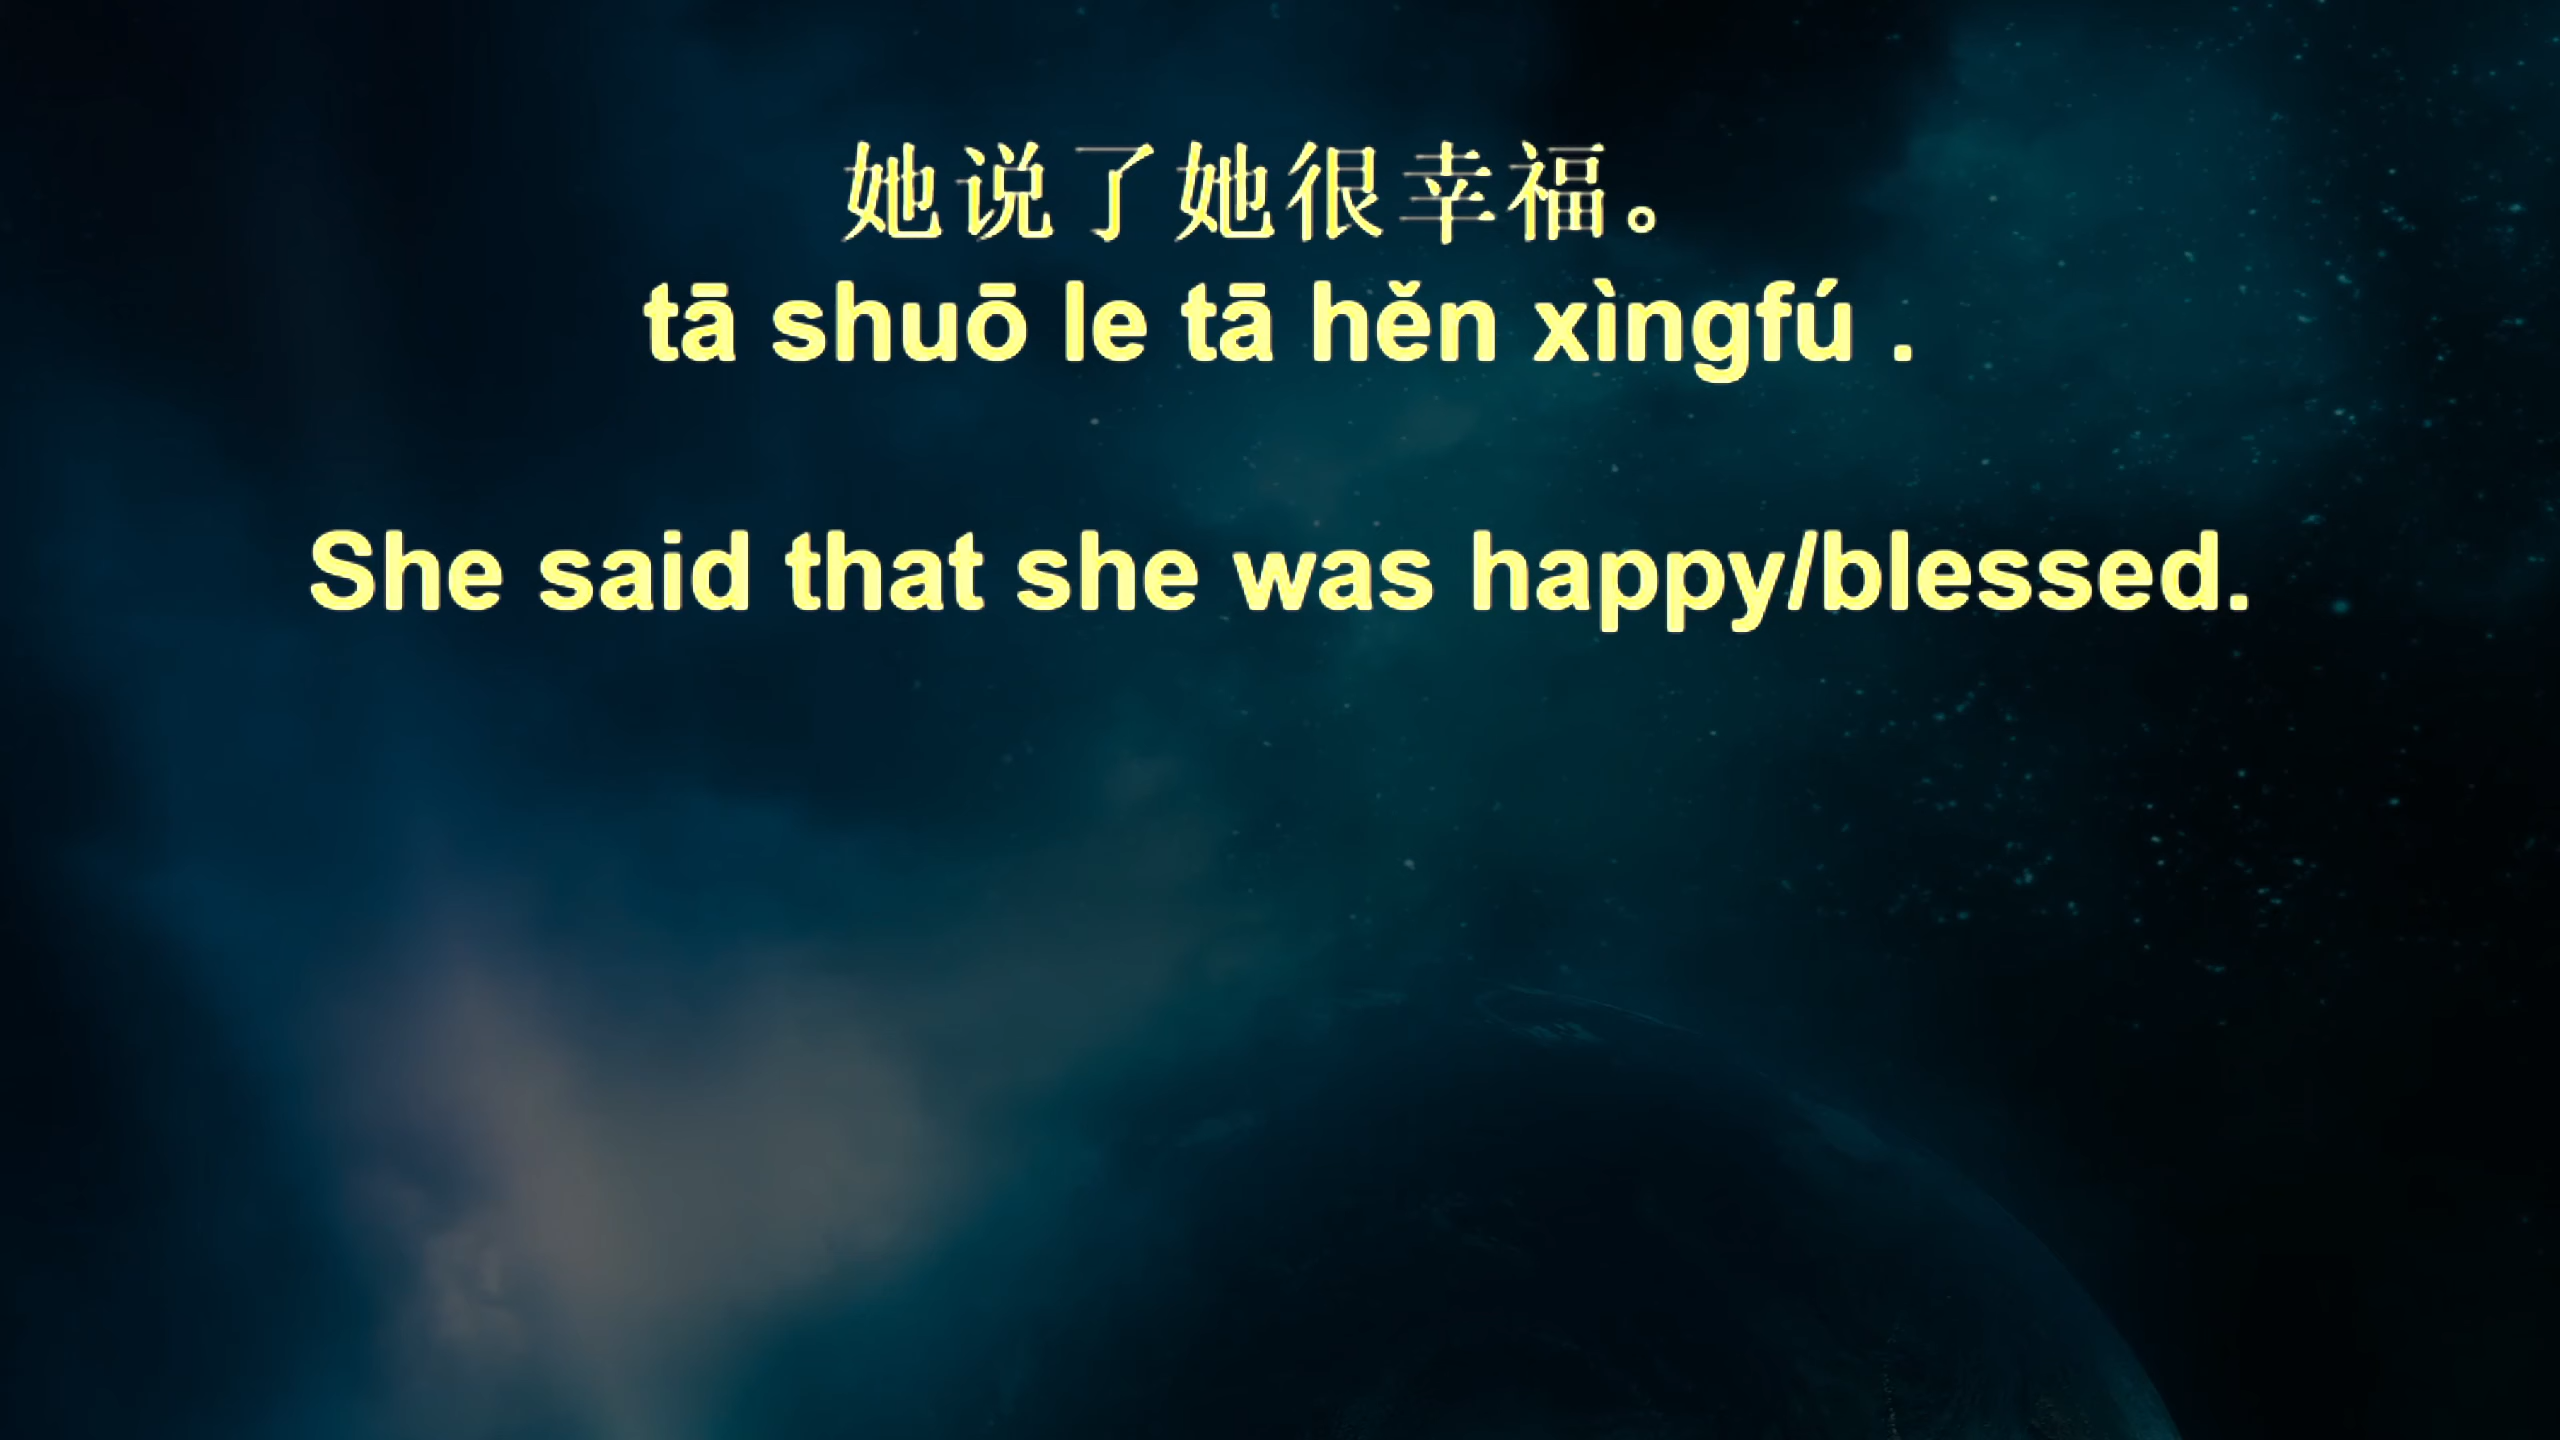 她说了她很幸福。
tā shuō le tā hěn xìngfú .
She said that she was happy/blessed.